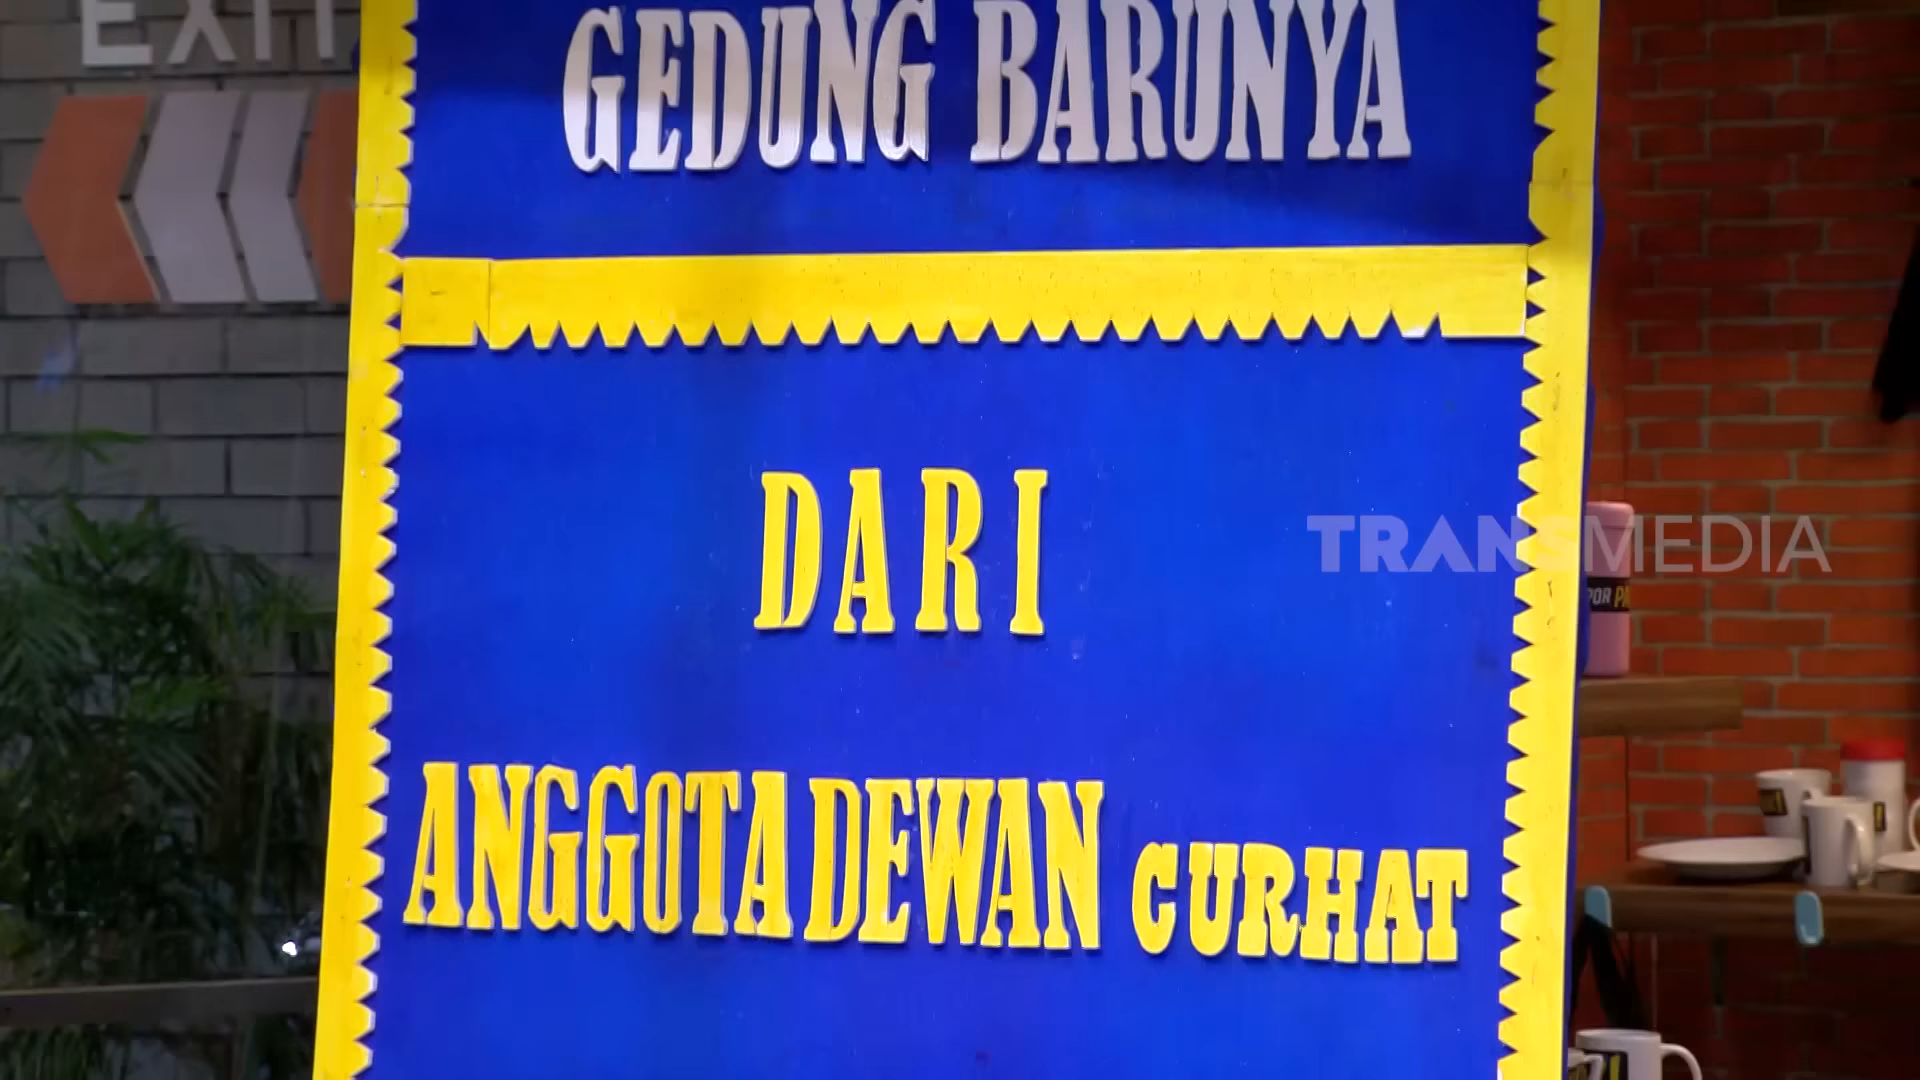 EXIT
GEDUNG BARUNYA
DARI
ANGGOTA DEWAN CURHAT
TRANSMEDIA